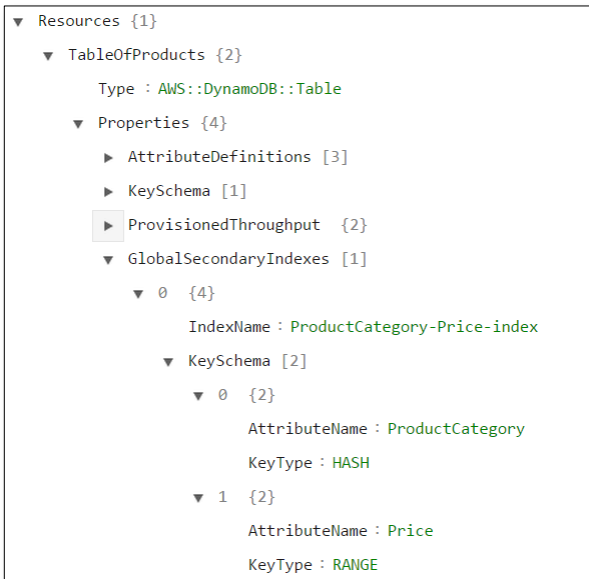 ▼ Resources {1}
▼ TableOfProducts {2}
Type : AWS::DynamoDB::Table
▼ Properties {4}
▶ AttributeDefinitions [3]
▶ KeySchema [1]
▶ ProvisionedThroughput {2}
▼ GlobalSecondaryIndexes [1]
▼ 0 {4}
IndexName : ProductCategory-Price-index
▼ KeySchema [2]
▼ 0 {2}
AttributeName : ProductCategory
KeyType : HASH
▼ 1 {2}
AttributeName : Price
KeyType : RANGE